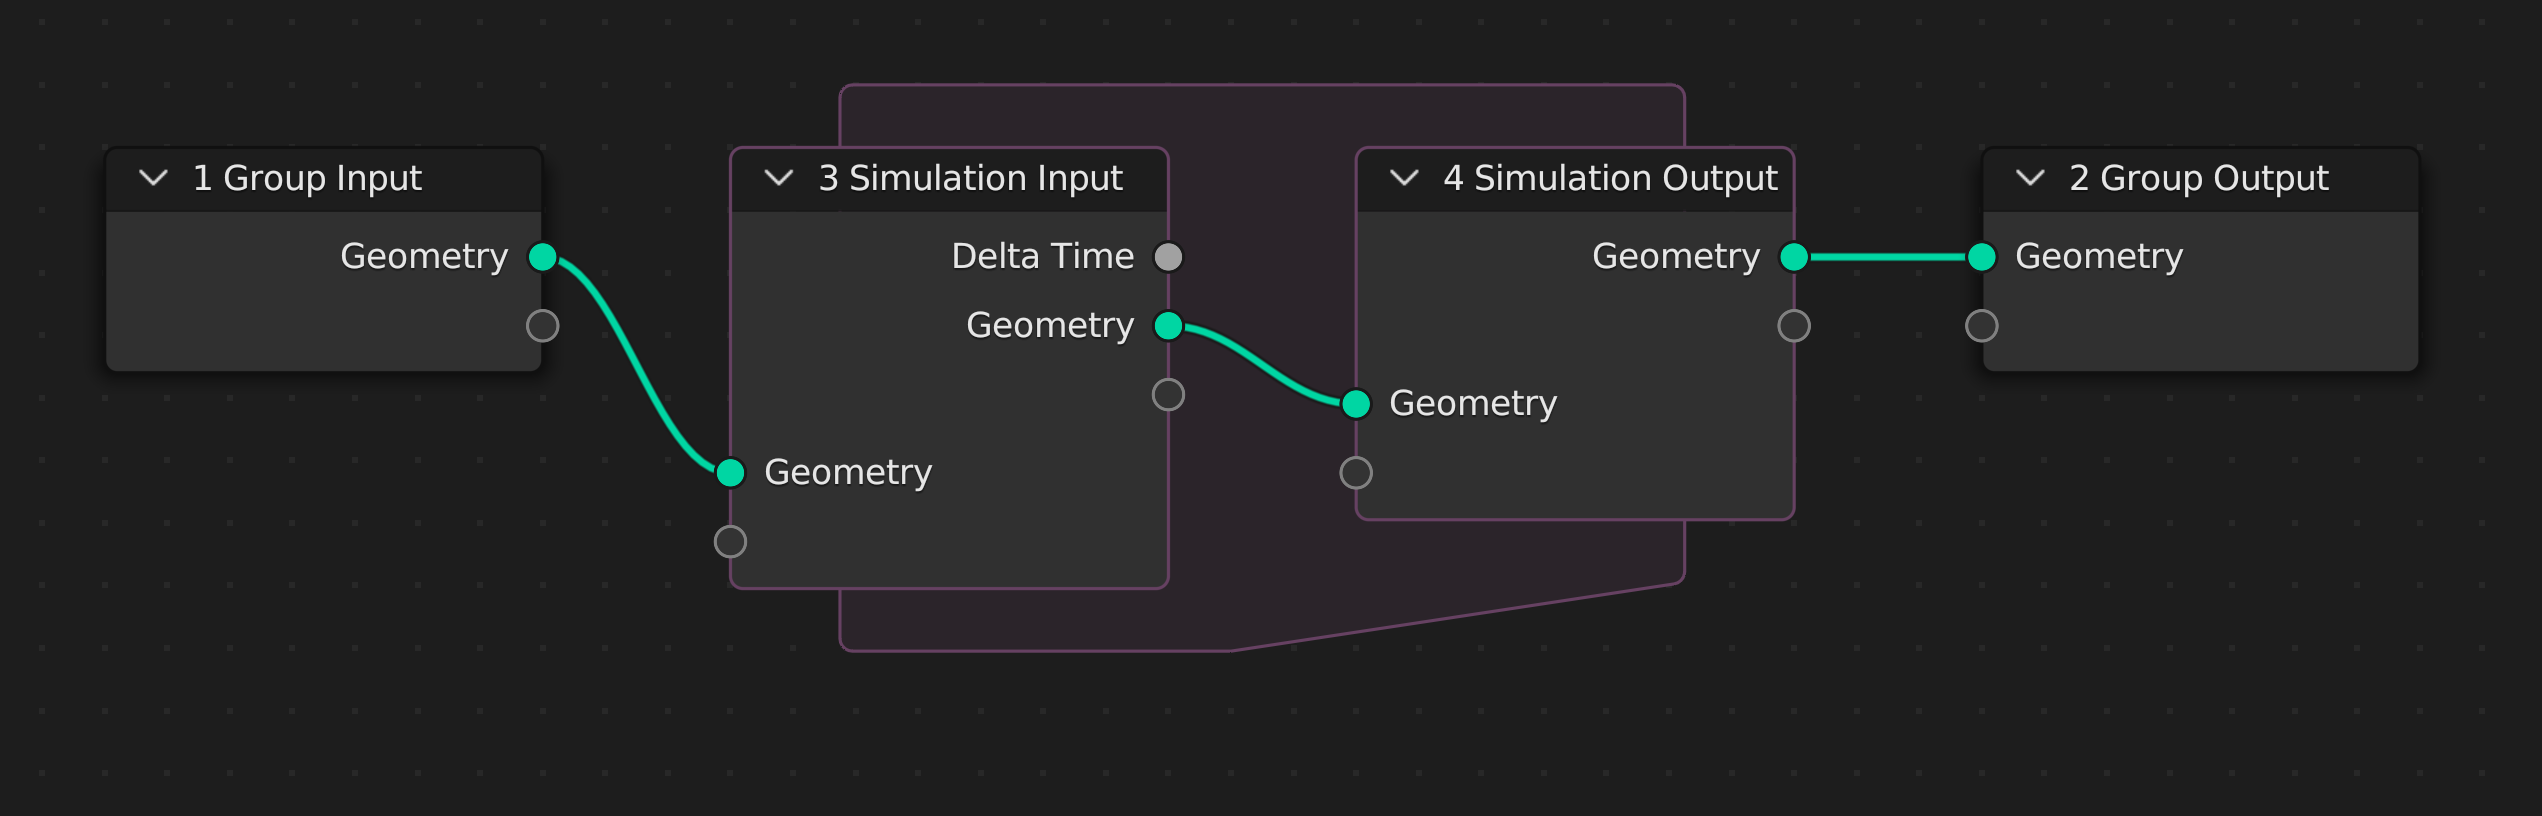 1 Group Input
Geometry
3 Simulation Input
Delta Time
Geometry
Geometry
4 Simulation Output
Geometry
Geometry
2 Group Output
Geometry